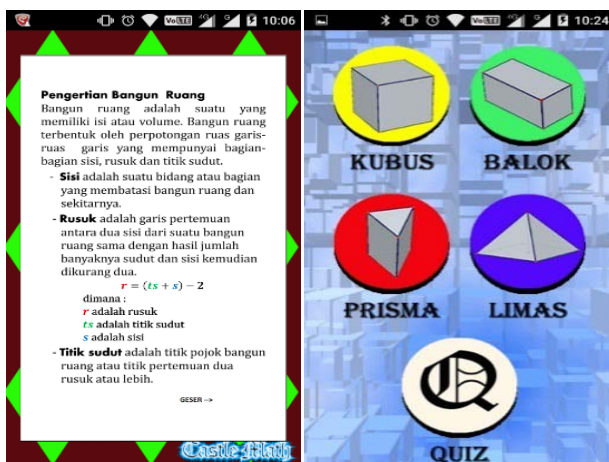 VoLTE 4G G 10:06
Pengertian Bangun Ruang
Bangun ruang adalah suatu yang
memiliki isi atau volume. Bangun ruang
terbentuk oleh perpotongan ruas garis-
ruas garis yang mempunyai bagian-
bagian sisi, rusuk dan titik sudut.
- Sisi adalah suatu bidang atau bagian
yang membatasi bangun ruang dan
sekitarnya.
- Rusuk adalah garis pertemuan
antara dua sisi dari suatu bangun
ruang sama dengan hasil jumlah
banyaknya sudut dan sisi kemudian
dikurang dua.
r = (ts + s) − 2
dimana :
r adalah rusuk
ts adalah titik sudut
s adalah sisi
- Titik sudut adalah titik pojok bangun
ruang atau titik pertemuan dua
rusuk atau lebih.
GESER -->
Castle Math
VoLTE 4G G 10:24
KUBUS
BALOK
PRISMA
LIMAS
Q
QUIZ